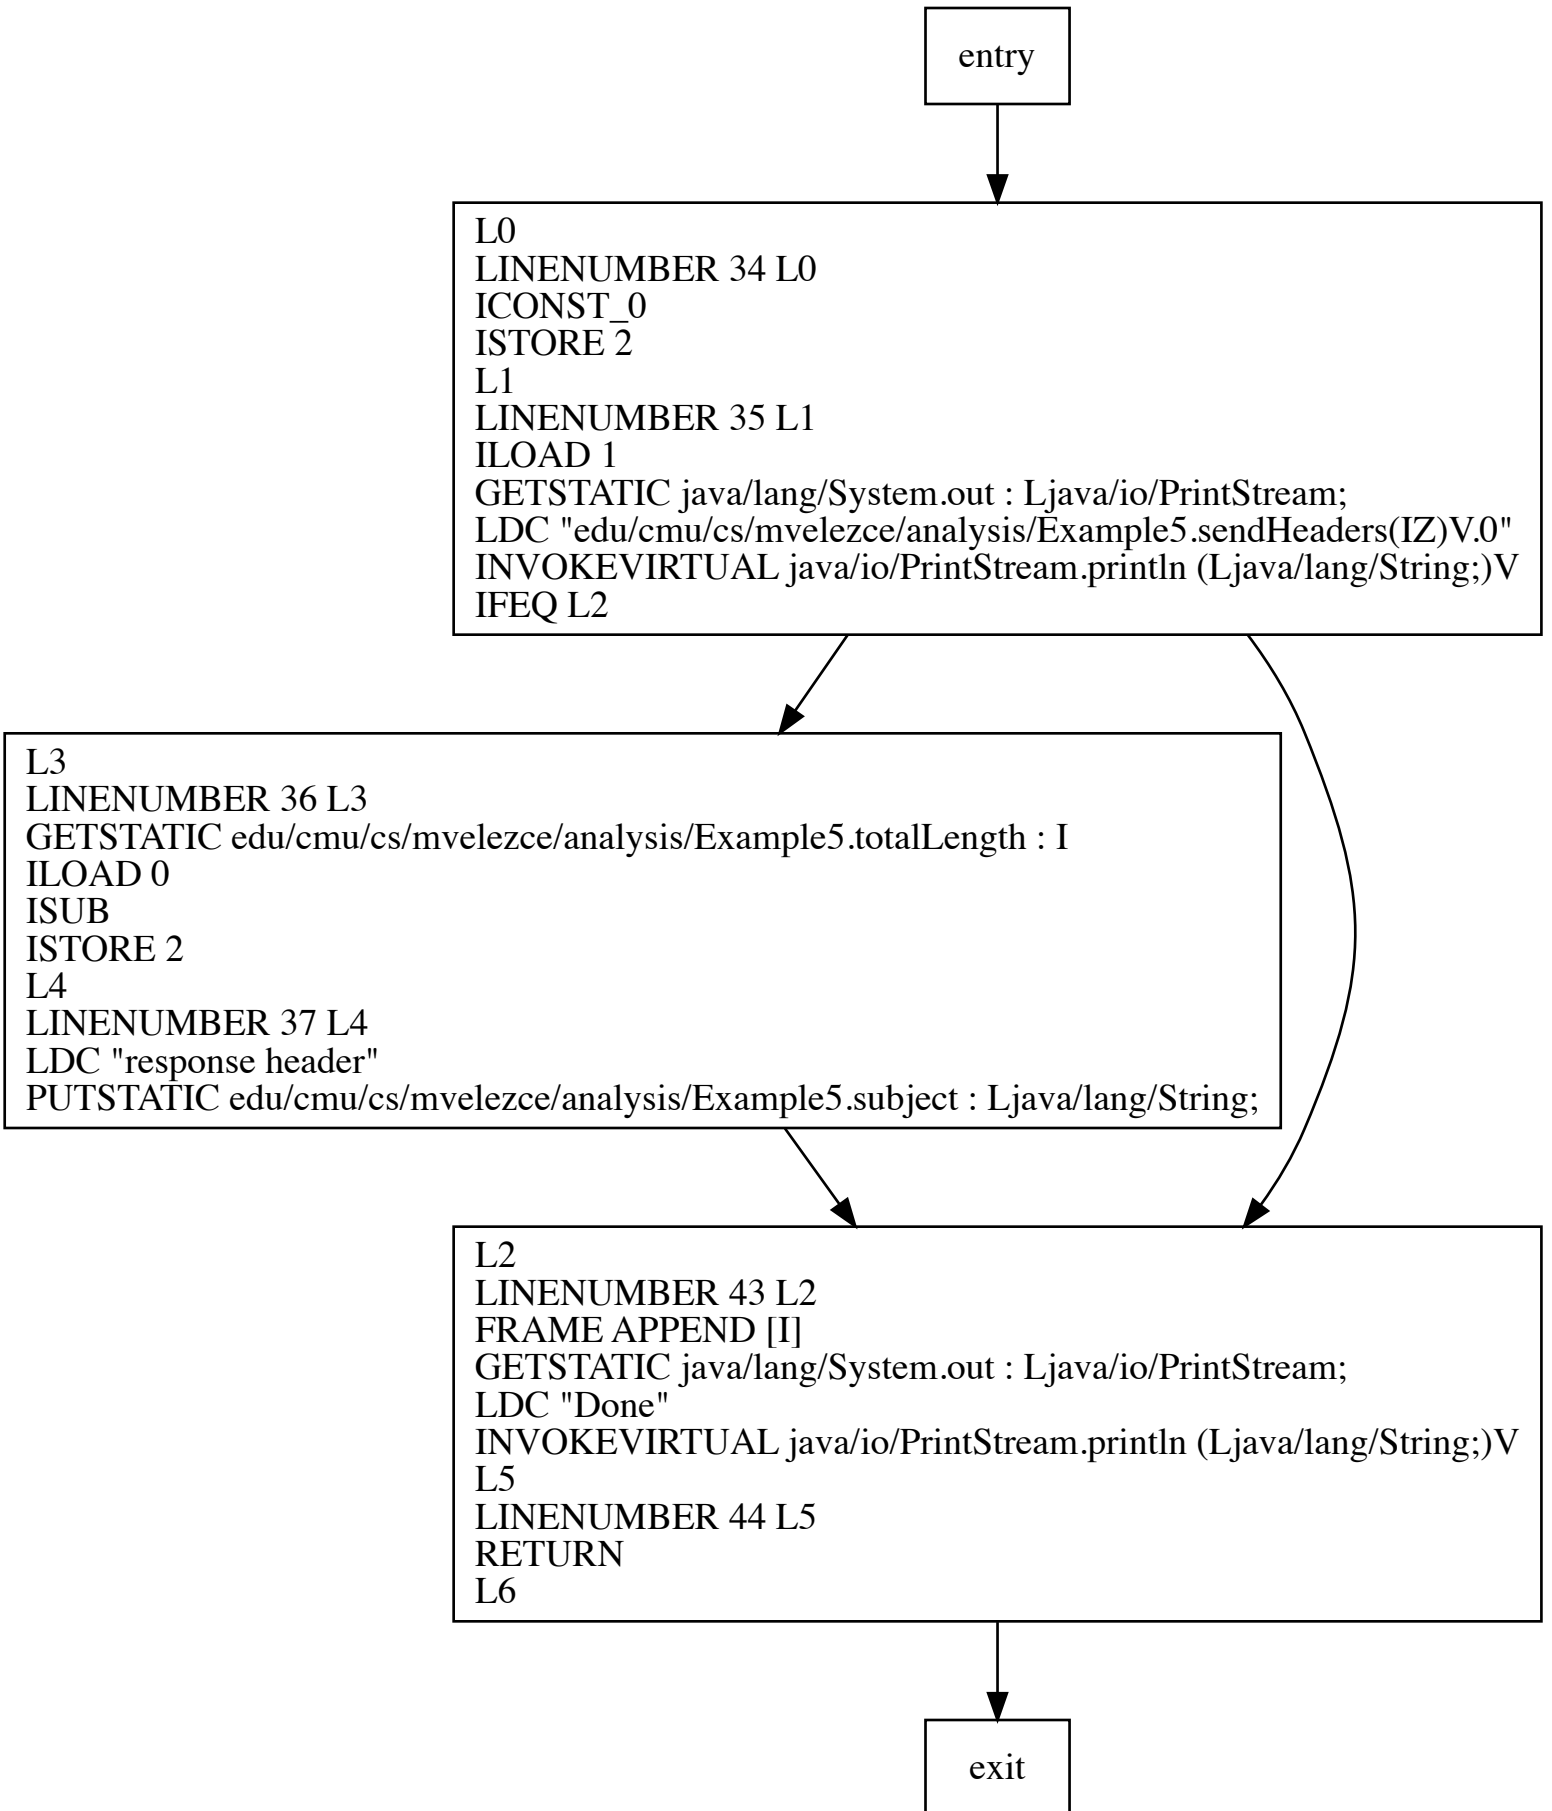 entry
L0
LINENUMBER 34 L0
ICONST_0
ISTORE 2
L1
LINENUMBER 35 L1
ILOAD 1
GETSTATIC java/lang/System.out : Ljava/io/PrintStream;
LDC "edu/cmu/cs/mvelezce/analysis/Example5.sendHeaders(IZ)V.0"
INVOKEVIRTUAL java/io/PrintStream.println (Ljava/lang/String;)V
IFEQ L2
L3
LINENUMBER 36 L3
GETSTATIC edu/cmu/cs/mvelezce/analysis/Example5.totalLength : I
ILOAD 0
ISUB
ISTORE 2
L4
LINENUMBER 37 L4
LDC "response header"
PUTSTATIC edu/cmu/cs/mvelezce/analysis/Example5.subject : Ljava/lang/String;
L2
LINENUMBER 43 L2
FRAME APPEND [I]
GETSTATIC java/lang/System.out : Ljava/io/PrintStream;
LDC "Done"
INVOKEVIRTUAL java/io/PrintStream.println (Ljava/lang/String;)V
L5
LINENUMBER 44 L5
RETURN
L6
exit